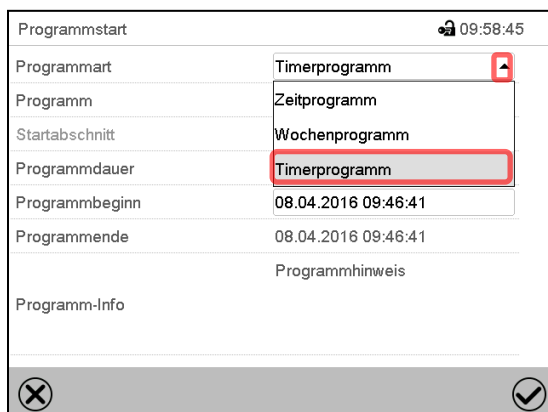 Programmstart 09:58:45
Programmart Timerprogramm
Programm Zeitprogramm
Startabschnitt Wochenprogramm
Programmdauer Timerprogramm
Programmbeginn 08.04.2016 09:46:41
Programmende 08.04.2016 09:46:41
Programmhinweis
Programm-Info